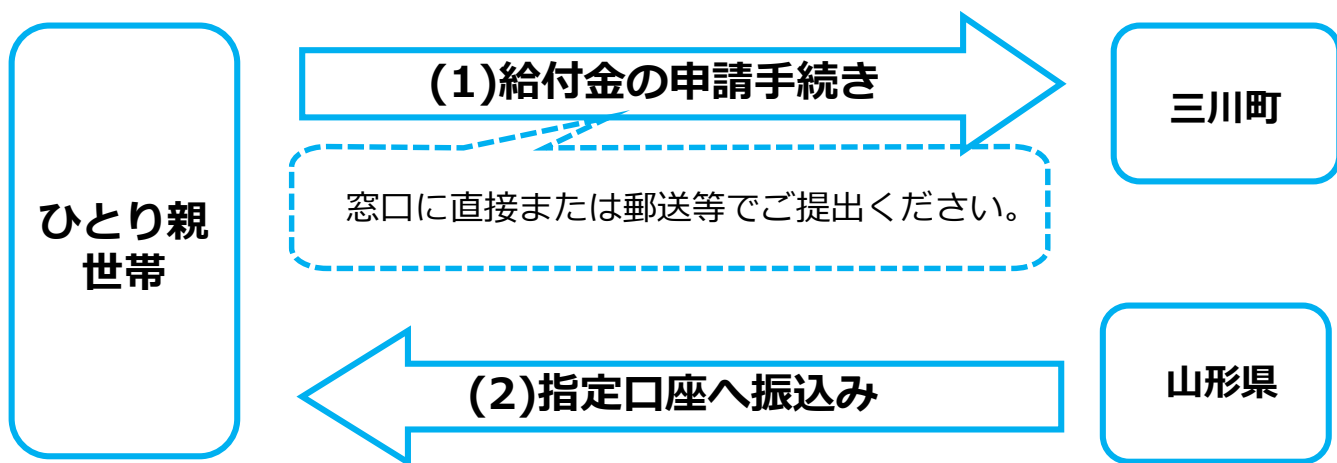 (1)給付金の申請手続き
三川町
窓口に直接または郵送等でご提出ください。
ひとり親
世帯
(2)指定口座へ振込み
山形県